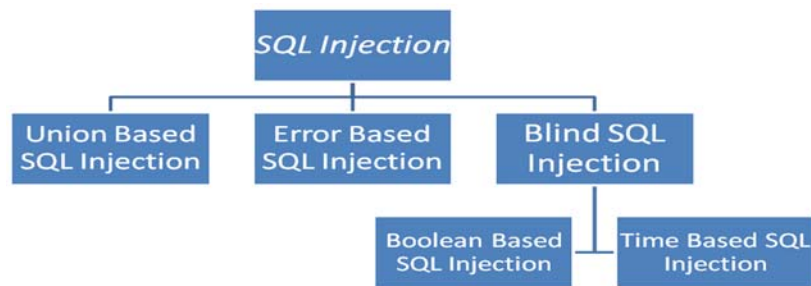 SQL Injection
Union Based
SQL Injection
Error Based
SQL Injection
Blind SQL
Injection
Boolean Based
SQL Injection
Time Based SQL
Injection